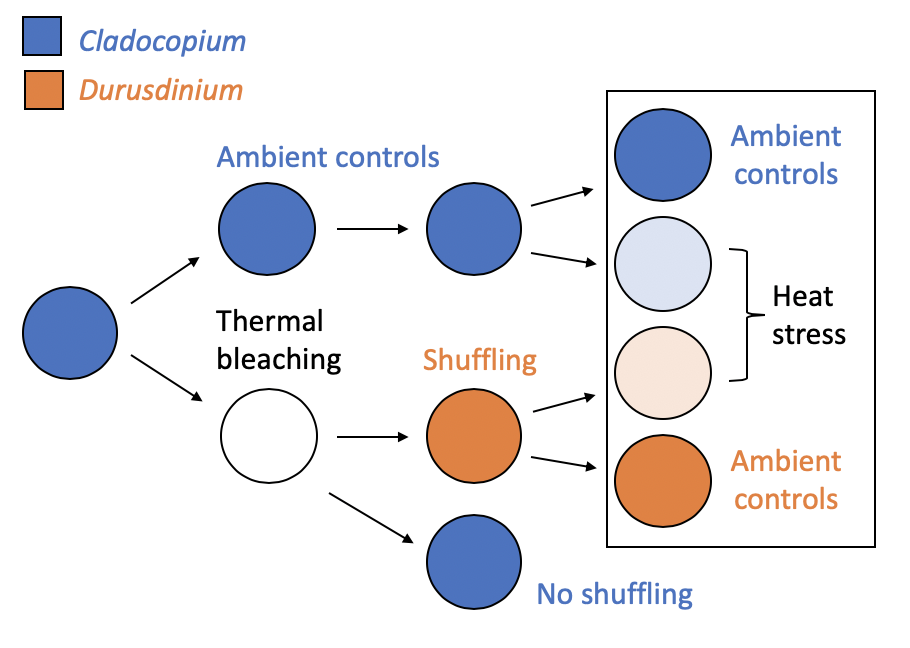 Cladocopium
Durusdinium
Ambient controls
Thermal
bleaching
Shuffling
No shuffling
Ambient
controls
Heat
stress
Ambient
controls